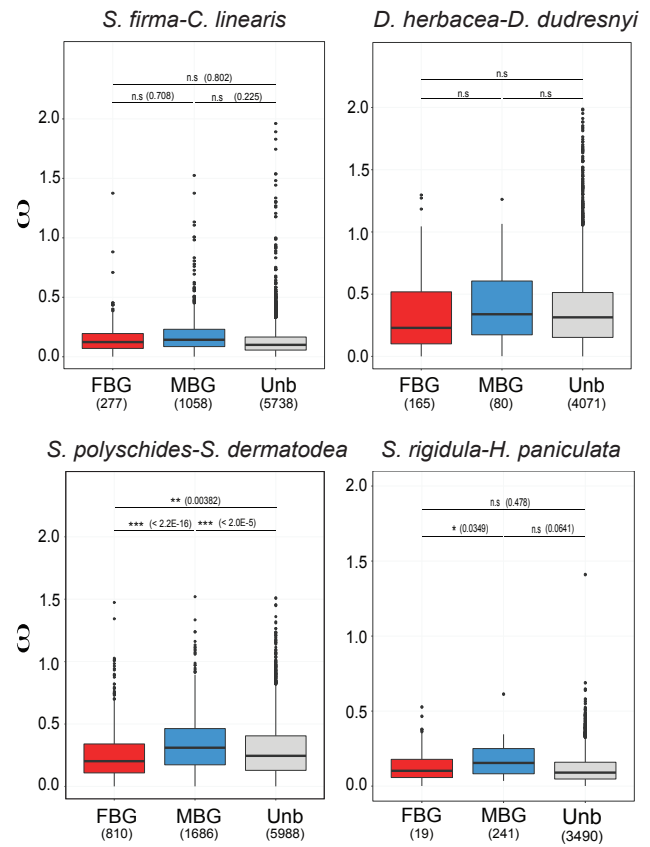 S. firma-C. linearis
n.s (0.802)
n.s (0.708)
n.s (0.225)
2.0
1.5
1.0
0.5
0.0
ω
FBG
MBG
Unb
(277)
(1058)
(5738)
D. herbacea-D. dudresnyi
n.s
n.s
n.s
2.0
1.5
1.0
0.5
0.0
FBG
MBG
Unb
(165)
(80)
(4071)
S. polyschides-S. dermatodea
** (0.00382)
*** (< 2.2E-16)
*** (< 2.0E-5)
2.0
1.5
1.0
0.5
0.0
ω
FBG
MBG
Unb
(810)
(1686)
(5988)
S. rigidula-H. paniculata
n.s (0.478)
* (0.0349)
n.s (0.0641)
2.0
1.5
1.0
0.5
0.0
FBG
MBG
Unb
(19)
(241)
(3490)